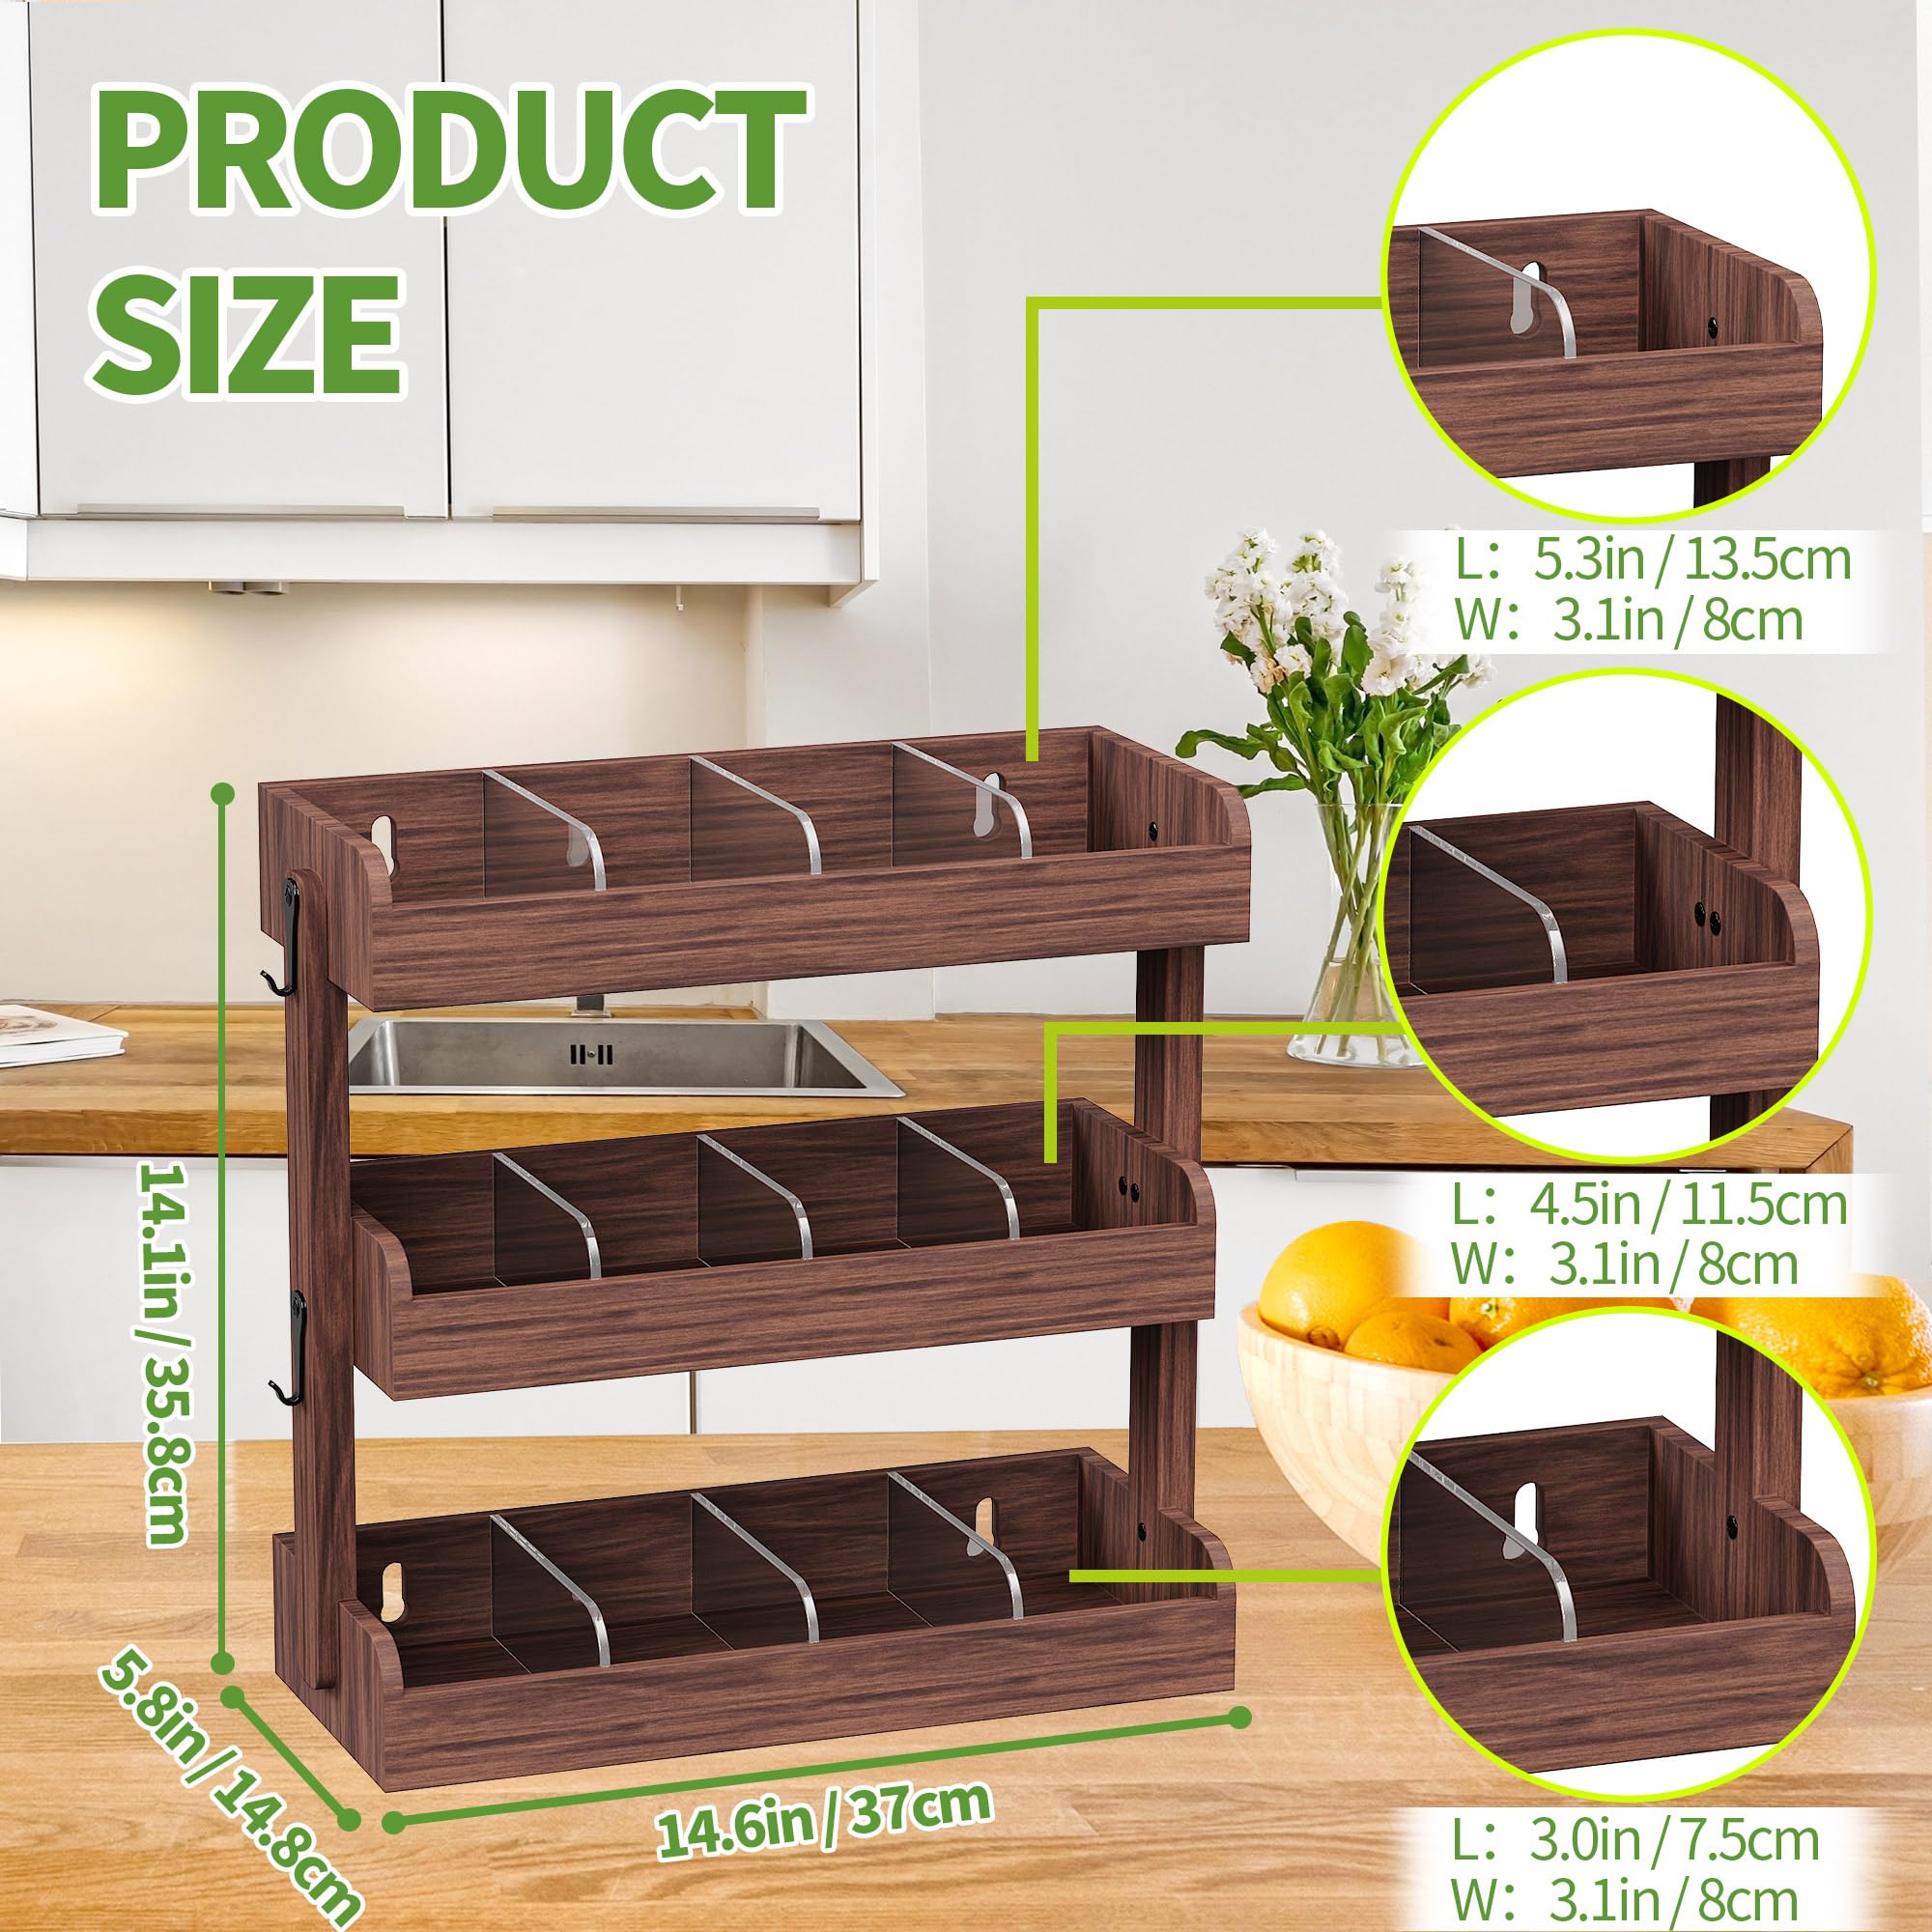 PRODUCT
SIZE
L: 5.3in / 13.5cm
W: 3.1in / 8cm
L: 4.5in / 11.5cm
W: 3.1in / 8cm
L: 3.0in / 7.5cm
W: 3.1in / 8cm
14.1in / 35.8cm
5.8in / 14.8cm
14.6in / 37cm